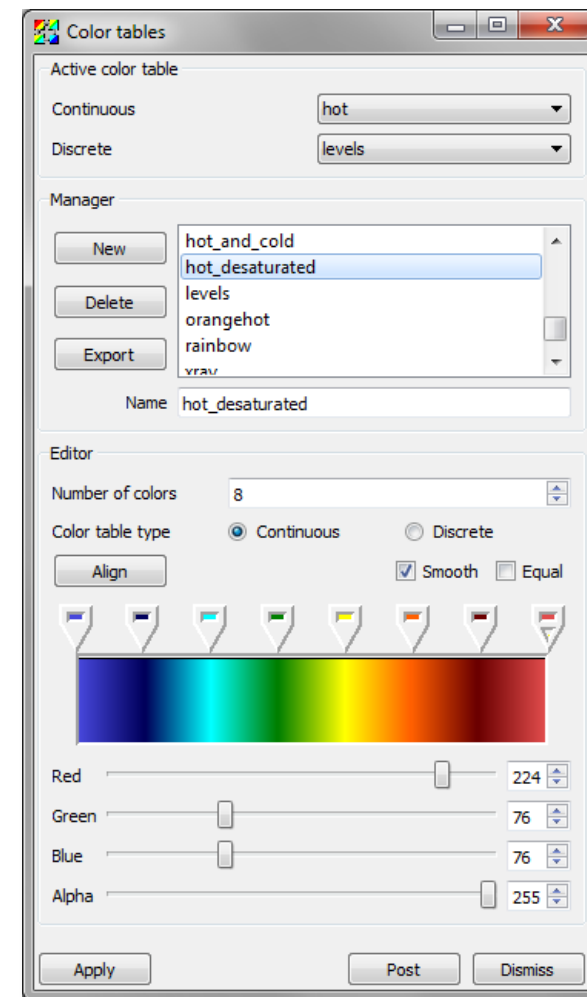 Color tables
Active color table
Continuous hot
Discrete levels
Manager
New
Delete
Export
hot_and_cold
hot_desaturated
levels
orangehot
rainbow
xray
Name hot_desaturated
Editor
Number of colors 8
Color table type Continuous Discrete
Align Smooth Equal
Red 224
Green 76
Blue 76
Alpha 255
Apply Post Dismiss